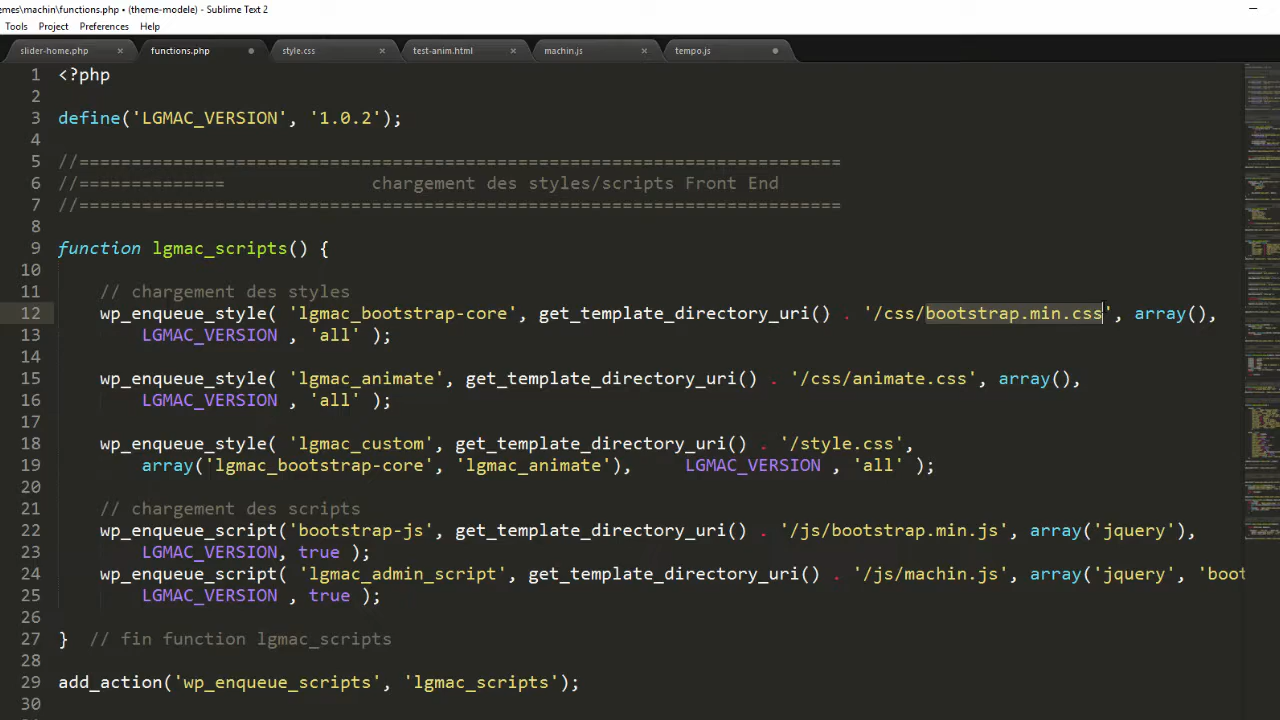 emes\machin\functions.php • (theme-modele) - Sublime Text 2
Tools Project Preferences Help
slider-home.php functions.php style.css test-anim.html machin.js tempo.js
1 <?php
2
3 define('LGMAC_VERSION', '1.0.2');
4
5 //=========================================================================
6 //============== chargement des styles/scripts Front End
7 //=========================================================================
8
9 function lgmac_scripts() {
10
11 // chargement des styles
12 wp_enqueue_style( 'lgmac_bootstrap-core', get_template_directory_uri() . '/css/bootstrap.min.css', array(),
13 LGMAC_VERSION , 'all' );
14
15 wp_enqueue_style( 'lgmac_animate', get_template_directory_uri() . '/css/animate.css', array(),
16 LGMAC_VERSION , 'all' );
17
18 wp_enqueue_style( 'lgmac_custom', get_template_directory_uri() . '/style.css',
19 array('lgmac_bootstrap-core', 'lgmac_animate'), LGMAC_VERSION , 'all' );
20
21 // chargement des scripts
22 wp_enqueue_script('bootstrap-js', get_template_directory_uri() . '/js/bootstrap.min.js', array('jquery'),
23 LGMAC_VERSION, true );
24 wp_enqueue_script( 'lgmac_admin_script', get_template_directory_uri() . '/js/machin.js', array('jquery', 'boot
25 LGMAC_VERSION , true );
26
27 } // fin function lgmac_scripts
28
29 add_action('wp_enqueue_scripts', 'lgmac_scripts');
30